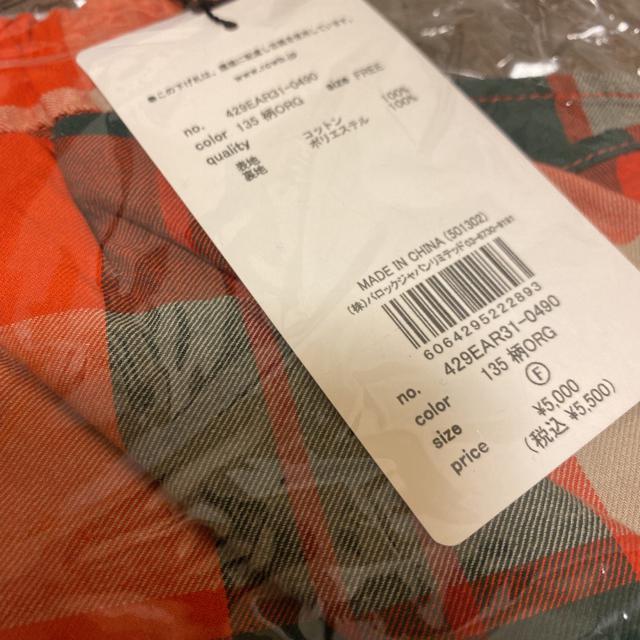 www.rcwb.jp
no. 429EAR31-0490 size FREE
color 135 柄ORG
quality
表地 コットン 100%
裏地 ポリエステル 100%
MADE IN CHINA (501302)
(株)バロックジャパンリミテッド
6064295222893
no. 429EAR31-0490
color 135 柄ORG
size F
price ¥5,000
(税込 ¥5,500)